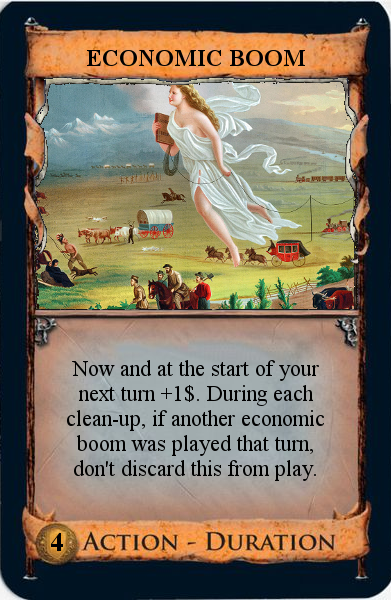 ECONOMIC BOOM
Now and at the start of your
next turn +1$. During each
clean-up, if another economic
boom was played that turn,
don't discard this from play.
4 ACTION - DURATION